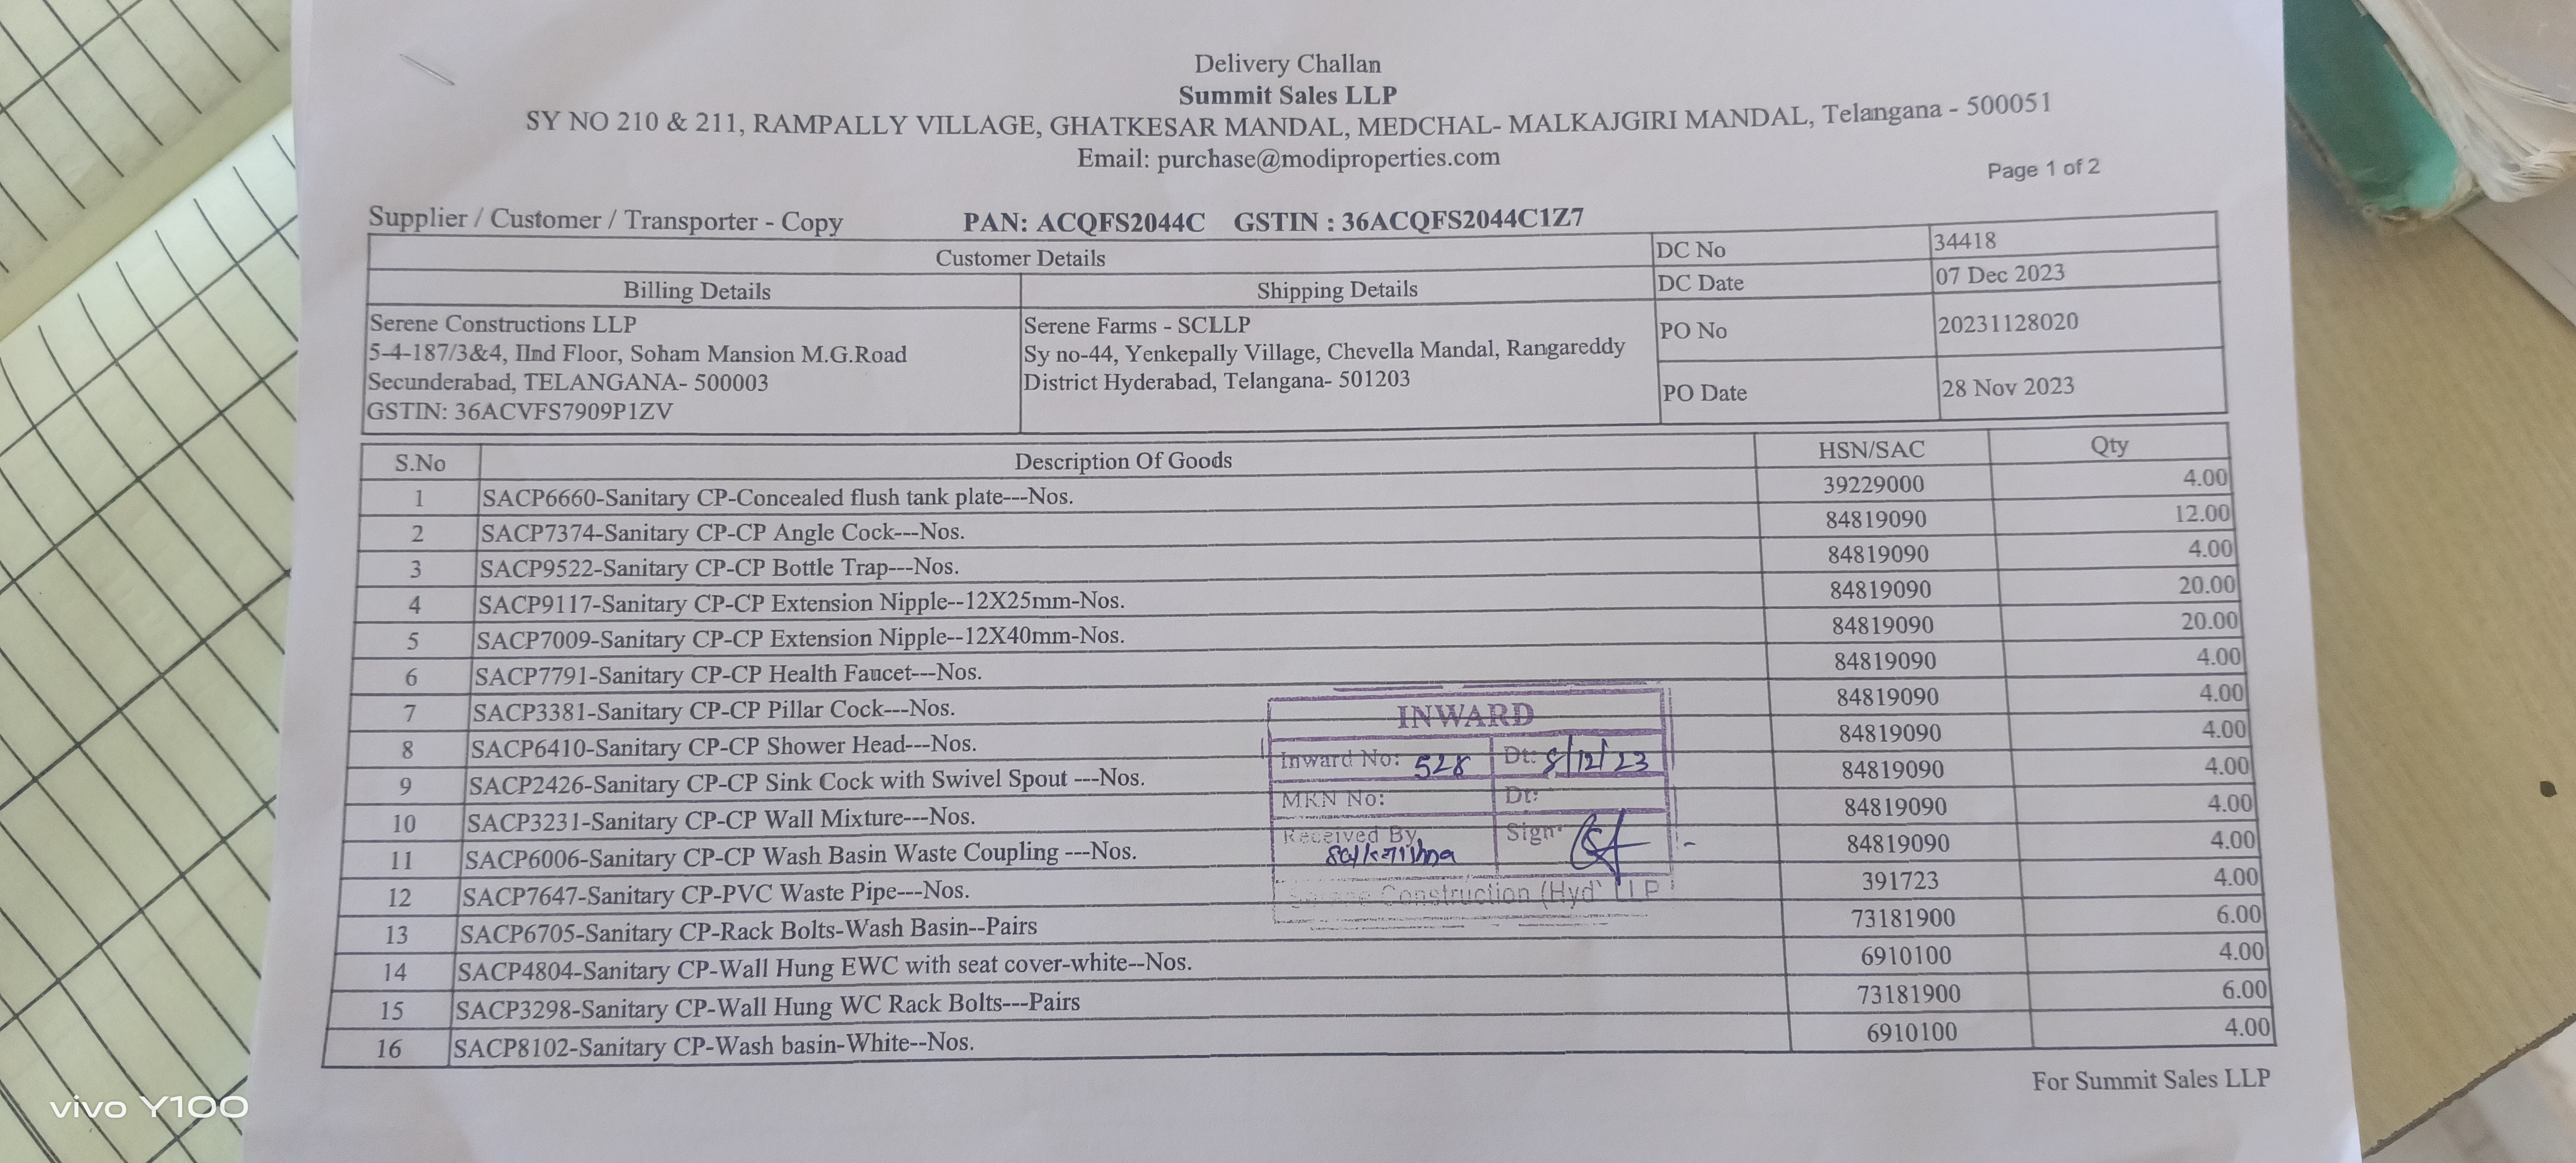 Delivery Challan
Summit Sales LLP
SY NO 210 & 211, RAMPALLY VILLAGE, GHATKESAR MANDAL, MEDCHAL- MALKAJGIRI MANDAL, Telangana - 500051
Email: purchase@modiproperties.com
Page 1 of 2
Supplier / Customer / Transporter - Copy PAN: ACQFS2044C GSTIN : 36ACQFS2044C1Z7
Customer Details
Billing Details
Serene Constructions LLP
5-4-187/3&4, IInd Floor, Soham Mansion M.G.Road
Secunderabad, TELANGANA- 500003
GSTIN: 36ACVFS7909P1ZV
Shipping Details
Serene Farms - SCLLP
Sy no-44, Yenkepally Village, Chevella Mandal, Rangareddy
District Hyderabad, Telangana- 501203
DC No 34418
DC Date 07 Dec 2023
PO No 20231128020
PO Date 28 Nov 2023
S.No Description Of Goods HSN/SAC Qty
1 SACP6660-Sanitary CP-Concealed flush tank plate---Nos. 39229000 4.00
2 SACP7374-Sanitary CP-CP Angle Cock---Nos. 84819090 12.00
3 SACP9522-Sanitary CP-CP Bottle Trap---Nos. 84819090 4.00
4 SACP9117-Sanitary CP-CP Extension Nipple--12X25mm-Nos. 84819090 20.00
5 SACP7009-Sanitary CP-CP Extension Nipple--12X40mm-Nos. 84819090 20.00
6 SACP7791-Sanitary CP-CP Health Faucet---Nos. 84819090 4.00
7 SACP3381-Sanitary CP-CP Pillar Cock---Nos. 84819090 4.00
8 SACP6410-Sanitary CP-CP Shower Head---Nos. 84819090 4.00
9 SACP2426-Sanitary CP-CP Sink Cock with Swivel Spout ---Nos. 84819090 4.00
10 SACP3231-Sanitary CP-CP Wall Mixture---Nos. 84819090 4.00
11 SACP6006-Sanitary CP-CP Wash Basin Waste Coupling ---Nos. 84819090 4.00
12 SACP7647-Sanitary CP-PVC Waste Pipe---Nos. 391723 4.00
13 SACP6705-Sanitary CP-Rack Bolts-Wash Basin--Pairs 73181900 6.00
14 SACP4804-Sanitary CP-Wall Hung EWC with seat cover-white--Nos. 6910100 4.00
15 SACP3298-Sanitary CP-Wall Hung WC Rack Bolts---Pairs 73181900 6.00
16 SACP8102-Sanitary CP-Wash basin-White--Nos. 6910100 4.00
INWARD
Inward No: 528 Dt: 8/12/23
MRN No: Dt:
Received By Sign
Construction (Hyd) LLP
For Summit Sales LLP
vivo Y100